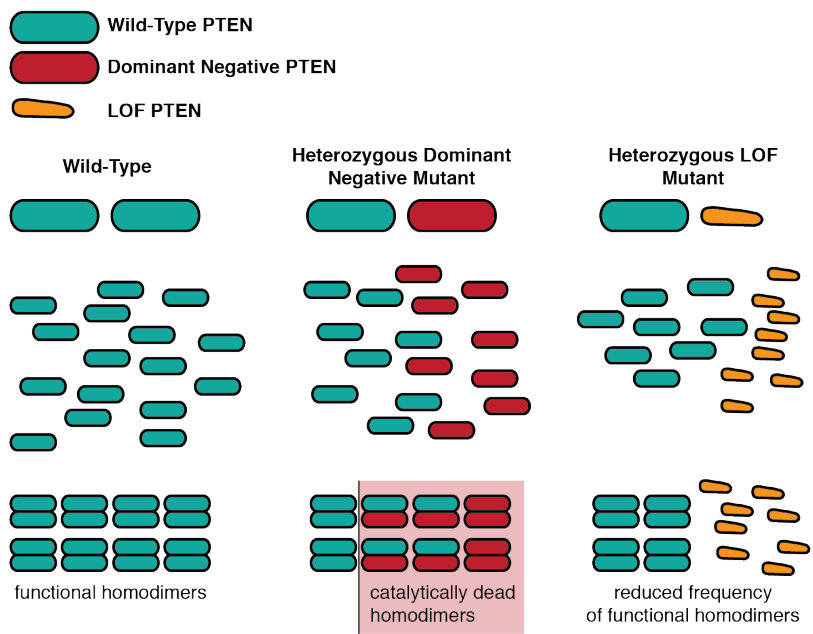 Wild-Type PTEN
Dominant Negative PTEN
LOF PTEN
Wild-Type
Heterozygous Dominant
Negative Mutant
Heterozygous LOF
Mutant
functional homodimers
catalytically dead
homodimers
reduced frequency
of functional homodimers